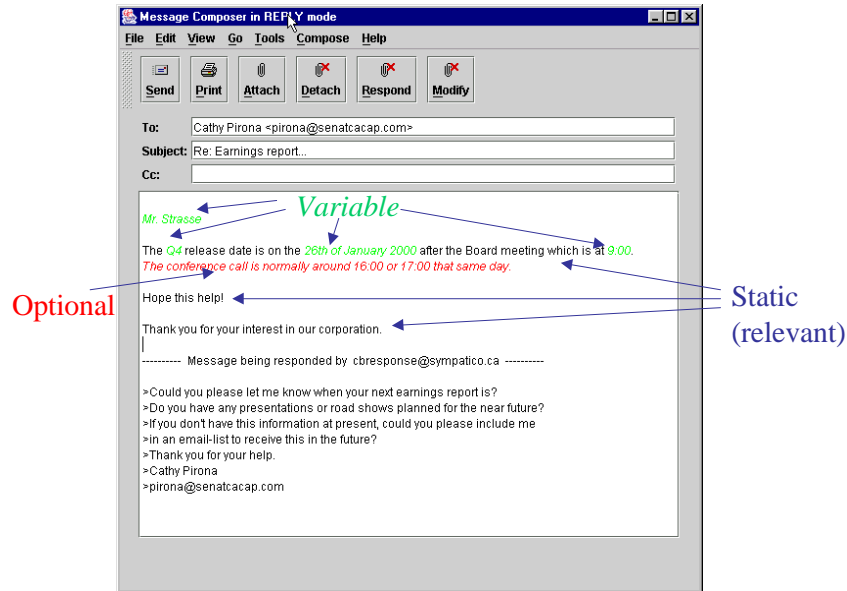 Message Composer in REPLY mode
File Edit View Go Tools Compose Help
Send Print Attach Detach Respond Modify
To: Cathy Pirona <pirona@senatcacap.com>
Subject: Re: Earnings report...
Cc:
Variable
Mr. Strasse
The Q4 release date is on the 26th of January 2000 after the Board meeting which is at 9:00.
The conference call is normally around 16:00 or 17:00 that same day.
Optional
Hope this help!
Static
(relevant)
Thank you for your interest in our corporation.
---------- Message being responded by cbresponse@sympatico.ca ----------
>Could you please let me know when your next earnings report is?
>Do you have any presentations or road shows planned for the near future?
>If you don't have this information at present, could you please include me
>in an email-list to receive this in the future?
>Thank you for your help.
>Cathy Pirona
>pirona@senatcacap.com